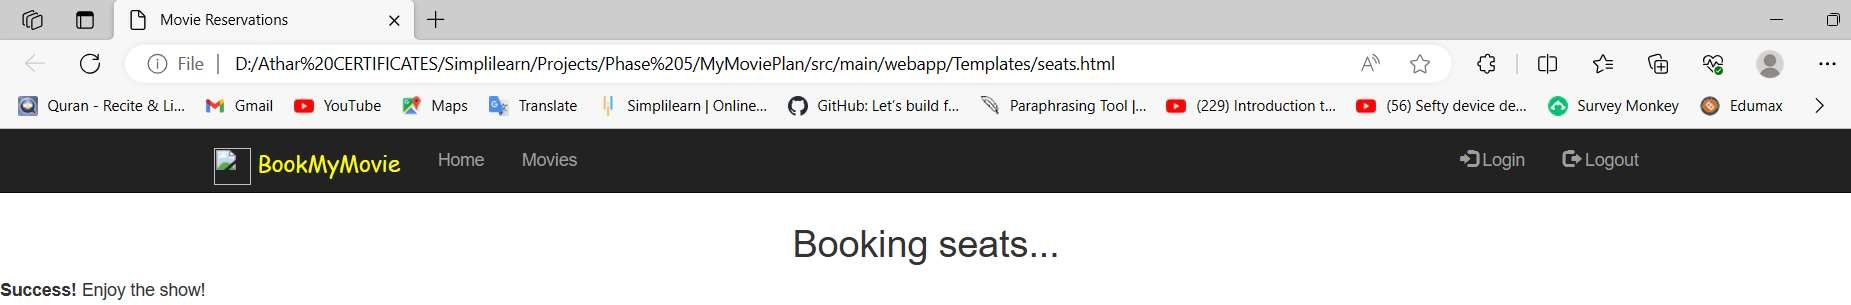 Movie Reservations
File D:/Athar%20CERTIFICATES/Simplilearn/Projects/Phase%205/MyMoviePlan/src/main/webapp/Templates/seats.html
Quran - Recite & Li... Gmail YouTube Maps Translate Simplilearn | Online... GitHub: Let's build f... Paraphrasing Tool |... (229) Introduction t... (56) Sefty device de... Survey Monkey Edumax
BookMyMovie Home Movies Login Logout
Booking seats...
Success! Enjoy the show!